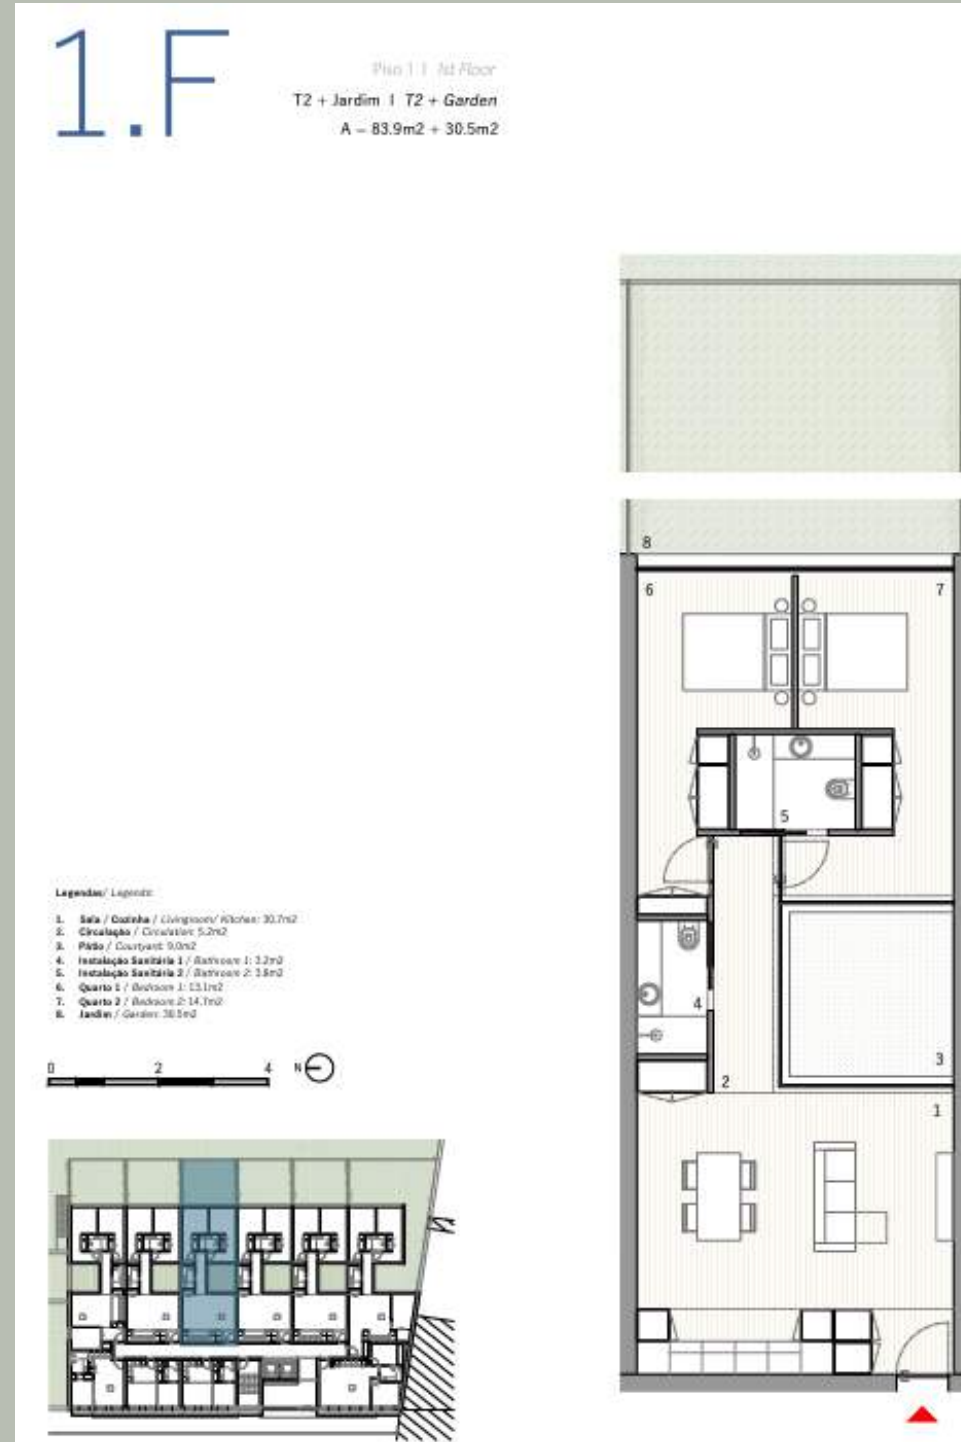 1.F
Piso 1 | 1st Floor
T2 + Jardim | T2 + Garden
A – 83.9m2 + 30.5m2
8
6
7
5
4
3
2
1
Legendas/ Legends:
1. Sala / Cozinha / Livingroom/ Kitchen: 30.7m2
2. Circulação / Circulation: 5.2m2
3. Pátio / Courtyard: 9.0m2
4. Instalação Sanitária 1 / Bathroom 1: 3.2m2
5. Instalação Sanitária 2 / Bathroom 2: 3.8m2
6. Quarto 1 / Bedroom 1: 13.1m2
7. Quarto 2 / Bedroom 2: 14.7m2
8. Jardim / Garden: 30.5m2
0 2 4 N